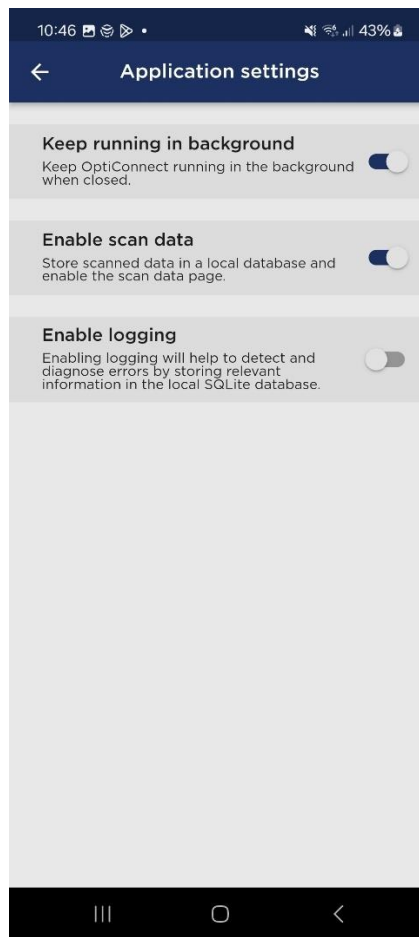 10:46
43%
Application settings
Keep running in background
Keep OptiConnect running in the background
when closed.
Enable scan data
Store scanned data in a local database and
enable the scan data page.
Enable logging
Enabling logging will help to detect and
diagnose errors by storing relevant
information in the local SQLite database.